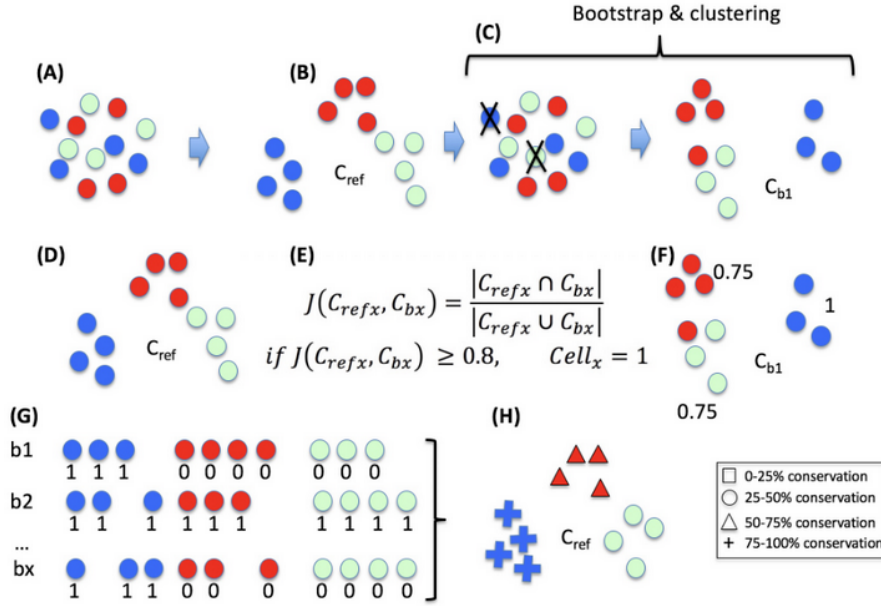 Bootstrap & clustering
(A)
(B)
(C)
C_ref
C_b1
(D)
(E)
(F)
C_ref
J(C_refx, C_bx) = |C_refx ∩ C_bx| / |C_refx ∪ C_bx|
if J(C_refx, C_bx) ≥ 0.8, Cell_x = 1
0.75
1
C_b1
0.75
(G)
(H)
b1
1 1 1 0 0 0 0 0 0 0
b2
1 1 1 1 1 1 1 1 1 1
...
bx
1 1 1 0 0 0 0 0 0 0
C_ref
0-25% conservation
25-50% conservation
50-75% conservation
75-100% conservation